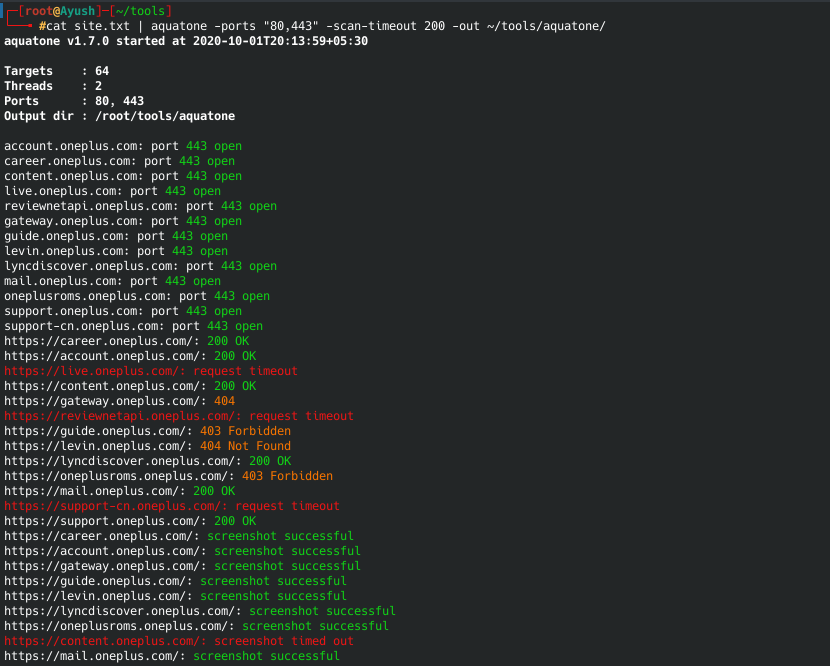 ┌─[root@Ayush]─[~/tools]
└──╼ #cat site.txt | aquatone -ports "80,443" -scan-timeout 200 -out ~/tools/aquatone/
aquatone v1.7.0 started at 2020-10-01T20:13:59+05:30
Targets    : 64
Threads    : 2
Ports      : 80, 443
Output dir : /root/tools/aquatone
account.oneplus.com: port 443 open
career.oneplus.com: port 443 open
content.oneplus.com: port 443 open
live.oneplus.com: port 443 open
reviewnetapi.oneplus.com: port 443 open
gateway.oneplus.com: port 443 open
guide.oneplus.com: port 443 open
levin.oneplus.com: port 443 open
lyncdiscover.oneplus.com: port 443 open
mail.oneplus.com: port 443 open
oneplusroms.oneplus.com: port 443 open
support.oneplus.com: port 443 open
support-cn.oneplus.com: port 443 open
https://career.oneplus.com/: 200 OK
https://account.oneplus.com/: 200 OK
https://live.oneplus.com/: request timeout
https://content.oneplus.com/: 200 OK
https://gateway.oneplus.com/: 404
https://reviewnetapi.oneplus.com/: request timeout
https://guide.oneplus.com/: 403 Forbidden
https://levin.oneplus.com/: 404 Not Found
https://lyncdiscover.oneplus.com/: 200 OK
https://oneplusroms.oneplus.com/: 403 Forbidden
https://mail.oneplus.com/: 200 OK
https://support-cn.oneplus.com/: request timeout
https://support.oneplus.com/: 200 OK
https://career.oneplus.com/: screenshot successful
https://account.oneplus.com/: screenshot successful
https://gateway.oneplus.com/: screenshot successful
https://guide.oneplus.com/: screenshot successful
https://levin.oneplus.com/: screenshot successful
https://lyncdiscover.oneplus.com/: screenshot successful
https://oneplusroms.oneplus.com/: screenshot successful
https://content.oneplus.com/: screenshot timed out
https://mail.oneplus.com/: screenshot successful